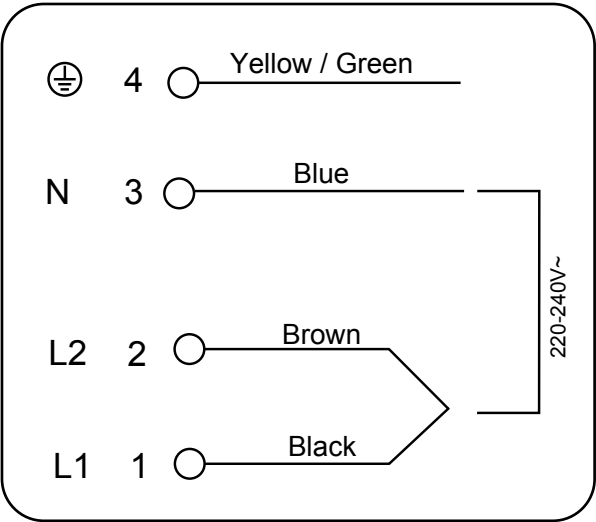 4 Yellow / Green
N 3 Blue
220-240V~
L2 2 Brown
L1 1 Black